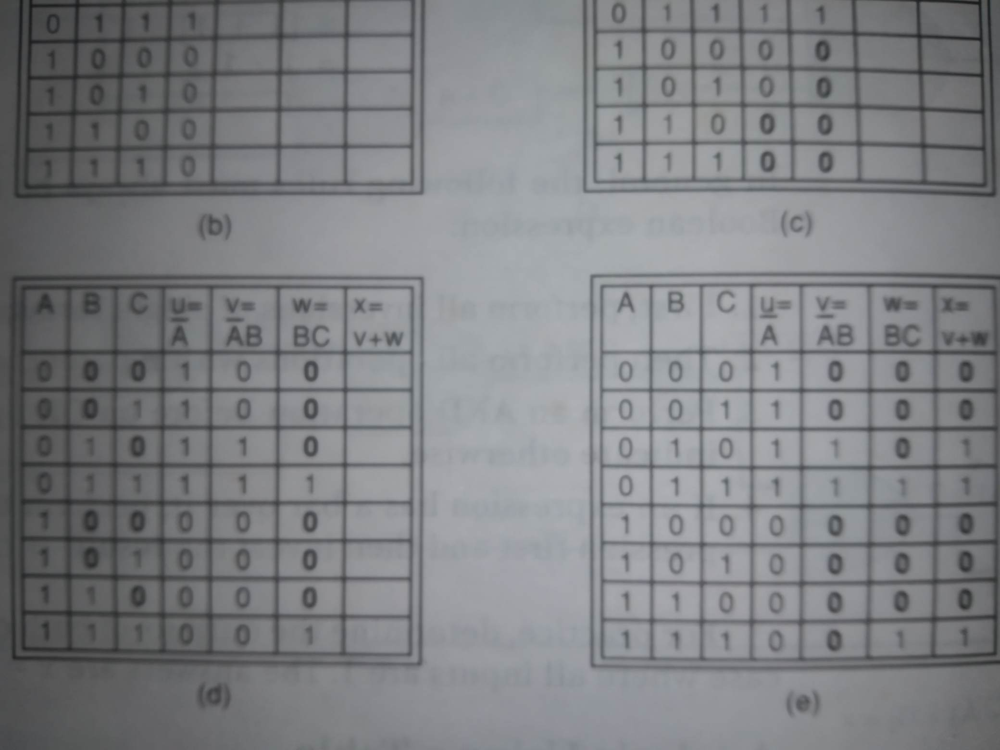 0 1 1 1
1 0 0 0
1 0 1 0
1 1 0 0
1 1 1 0
(b)
0 1 1 1 1
1 0 0 0 0
1 0 1 0 0
1 1 0 0 0
1 1 1 0 0
(c)
A B C u= v= w= x=
A̅ A̅B BC v+w
0 0 0 1 0 0
0 0 1 1 0 0
0 1 0 1 1 0
0 1 1 1 1 1
1 0 0 0 0 0
1 0 1 0 0 0
1 1 0 0 0 0
1 1 1 0 0 1
(d)
A B C u= v= w= x=
A̅ A̅B BC v+w
0 0 0 1 0 0 0
0 0 1 1 0 0 0
0 1 0 1 1 0 1
0 1 1 1 1 1 1
1 0 0 0 0 0 0
1 0 1 0 0 0 0
1 1 0 0 0 0 0
1 1 1 0 0 1 1
(e)